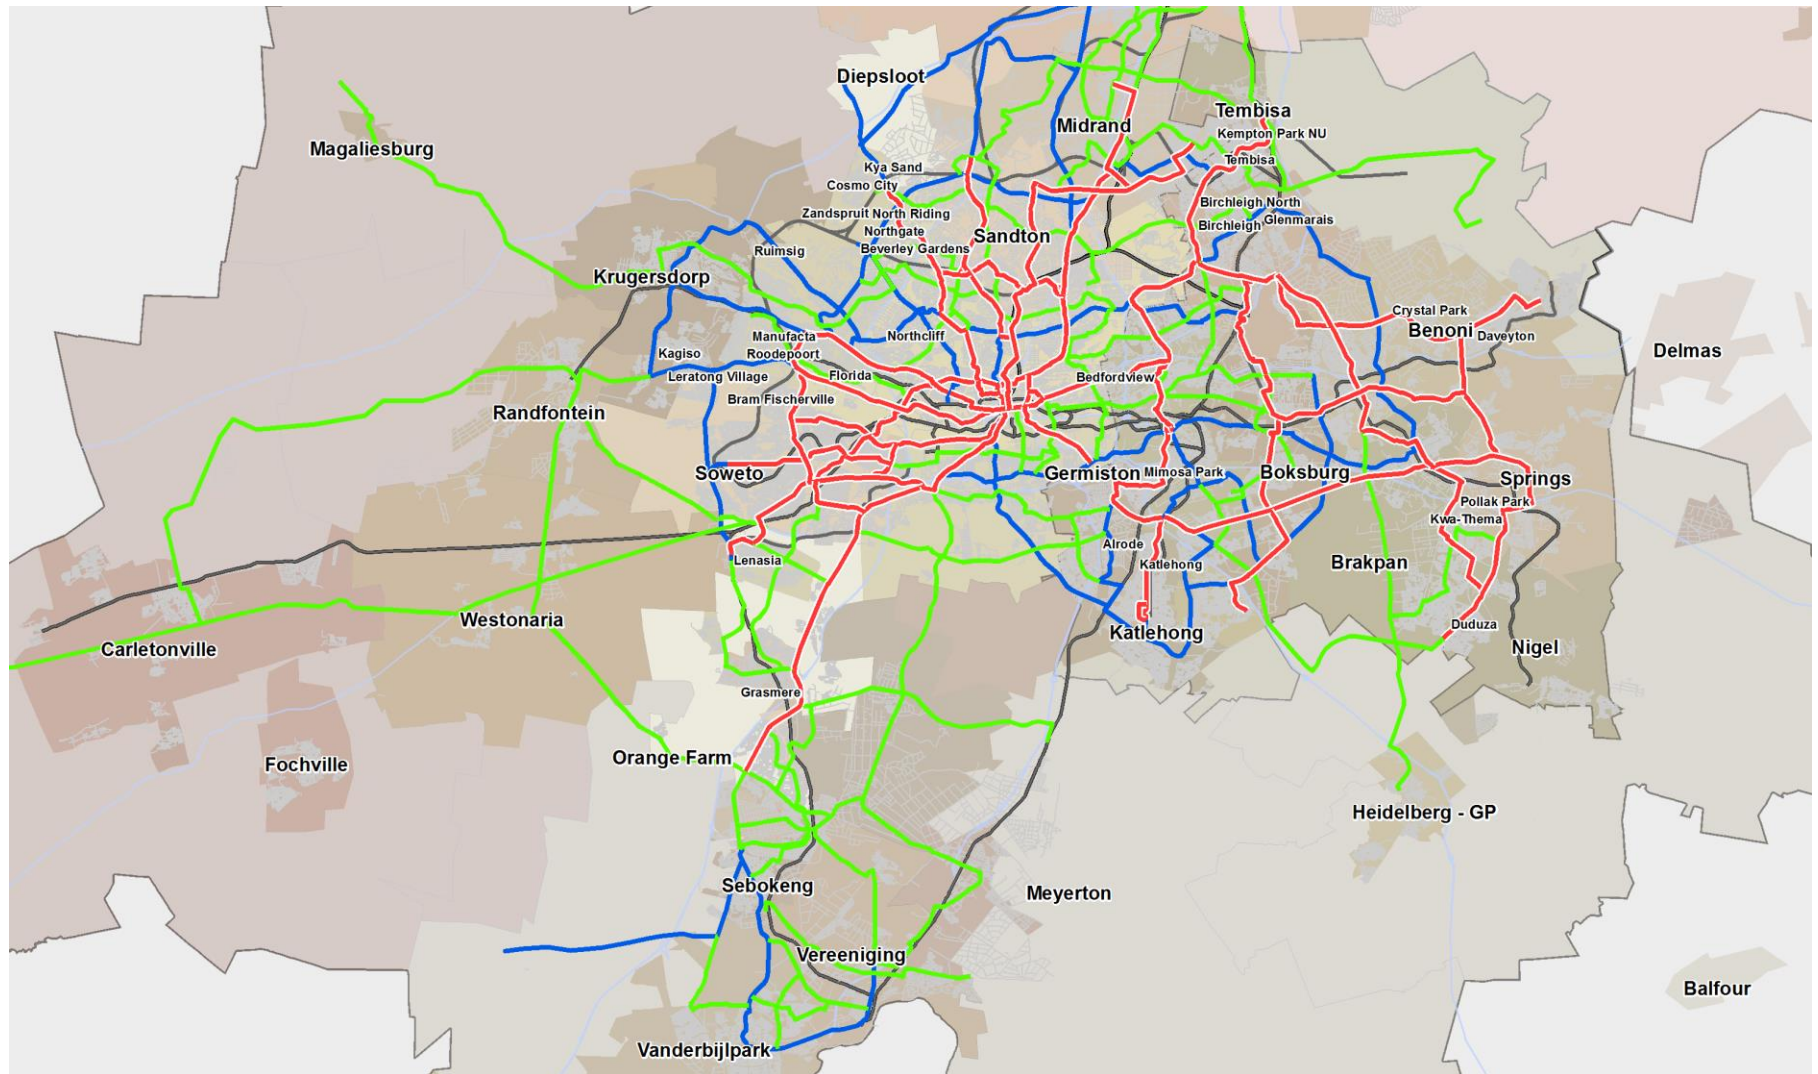 Diepsloot
Tembisa
Midrand
Kempton Park NU
Magaliesburg
Tembisa
Kya Sand
Cosmo City
Birchleigh North
Zandspruit North Riding
Glenmarais
Birchleigh
Northgate
Sandton
Beverley Gardens
Ruimsig
Krugersdorp
Crystal Park
Benoni
Daveyton
Manufacta
Northcliff
Delmas
Kagiso
Roodepoort
Leratong Village
Florida
Bedfordview
Bram Fischerville
Randfontein
Soweto
Germiston
Mimosa Park
Boksburg
Springs
Pollak Park
Kwa-Thema
Alrode
Lenasia
Katlehong
Brakpan
Westonaria
Duduza
Katlehong
Carletonville
Nigel
Grasmere
Orange Farm
Fochville
Heidelberg - GP
Sebokeng
Meyerton
Vereeniging
Balfour
Vanderbijlpark